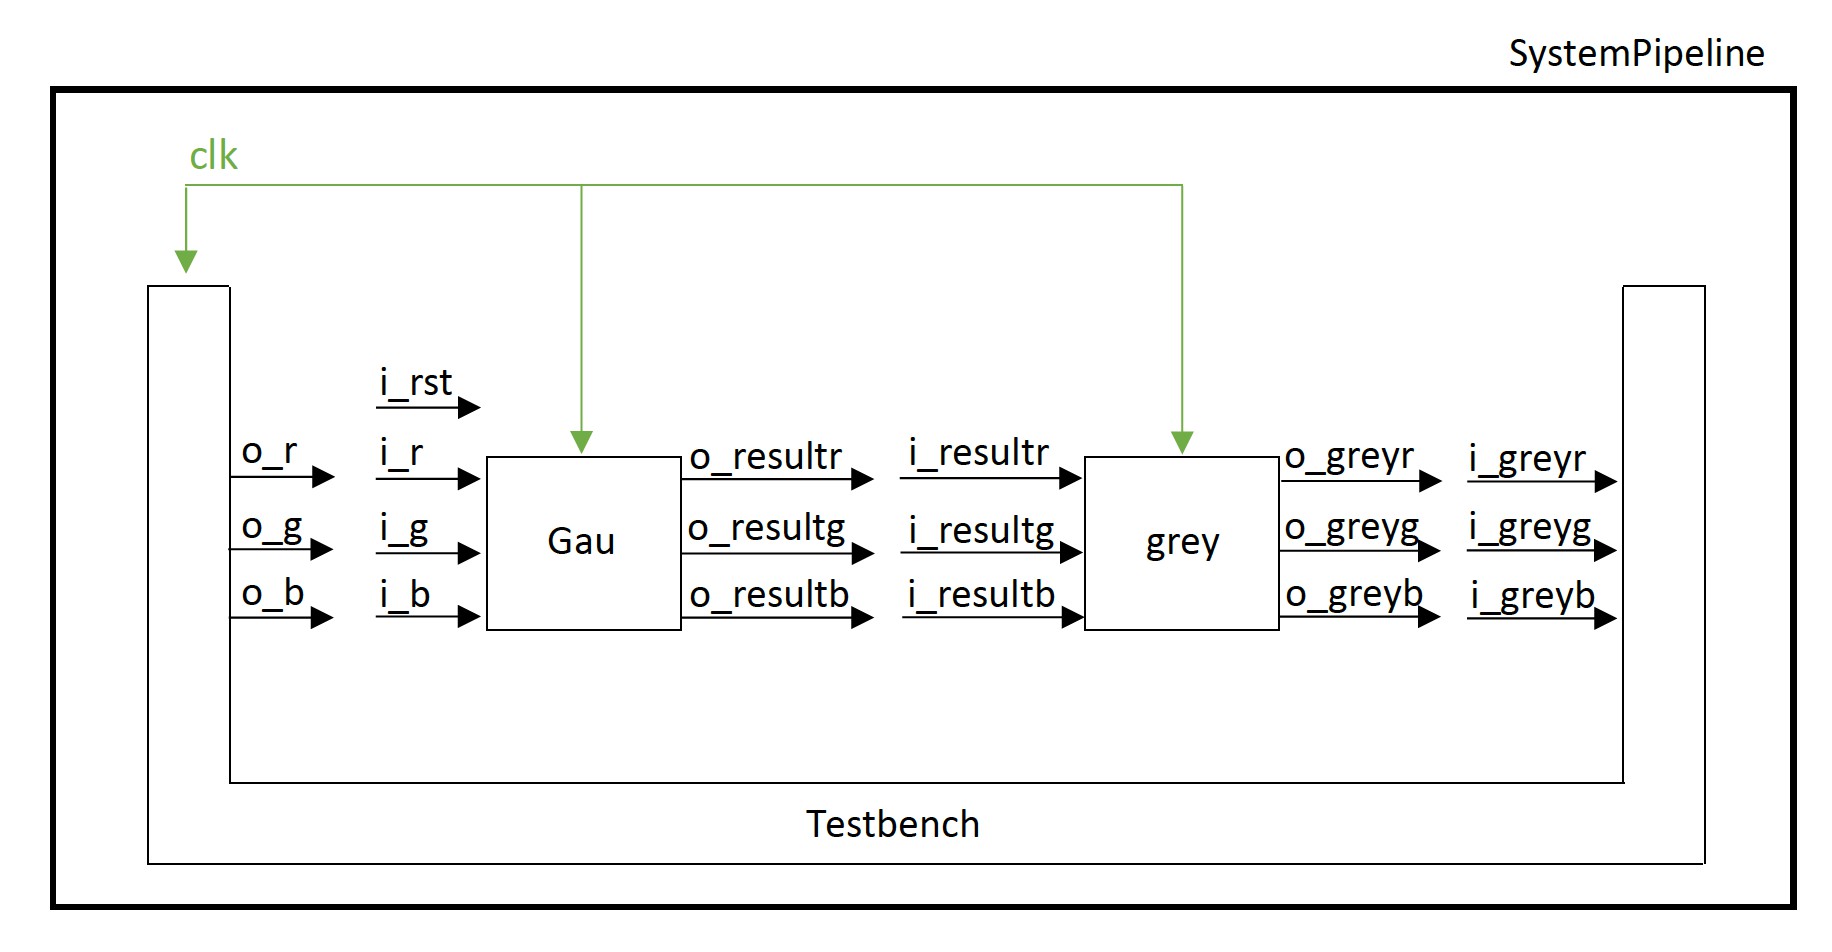 SystemPipeline
clk
i_rst
o_r
i_r
o_resultr
i_resultr
o_greyr
i_greyr
o_g
i_g
Gau
o_resultg
i_resultg
grey
o_greyg
i_greyg
o_b
i_b
o_resultb
i_resultb
o_greyb
i_greyb
Testbench